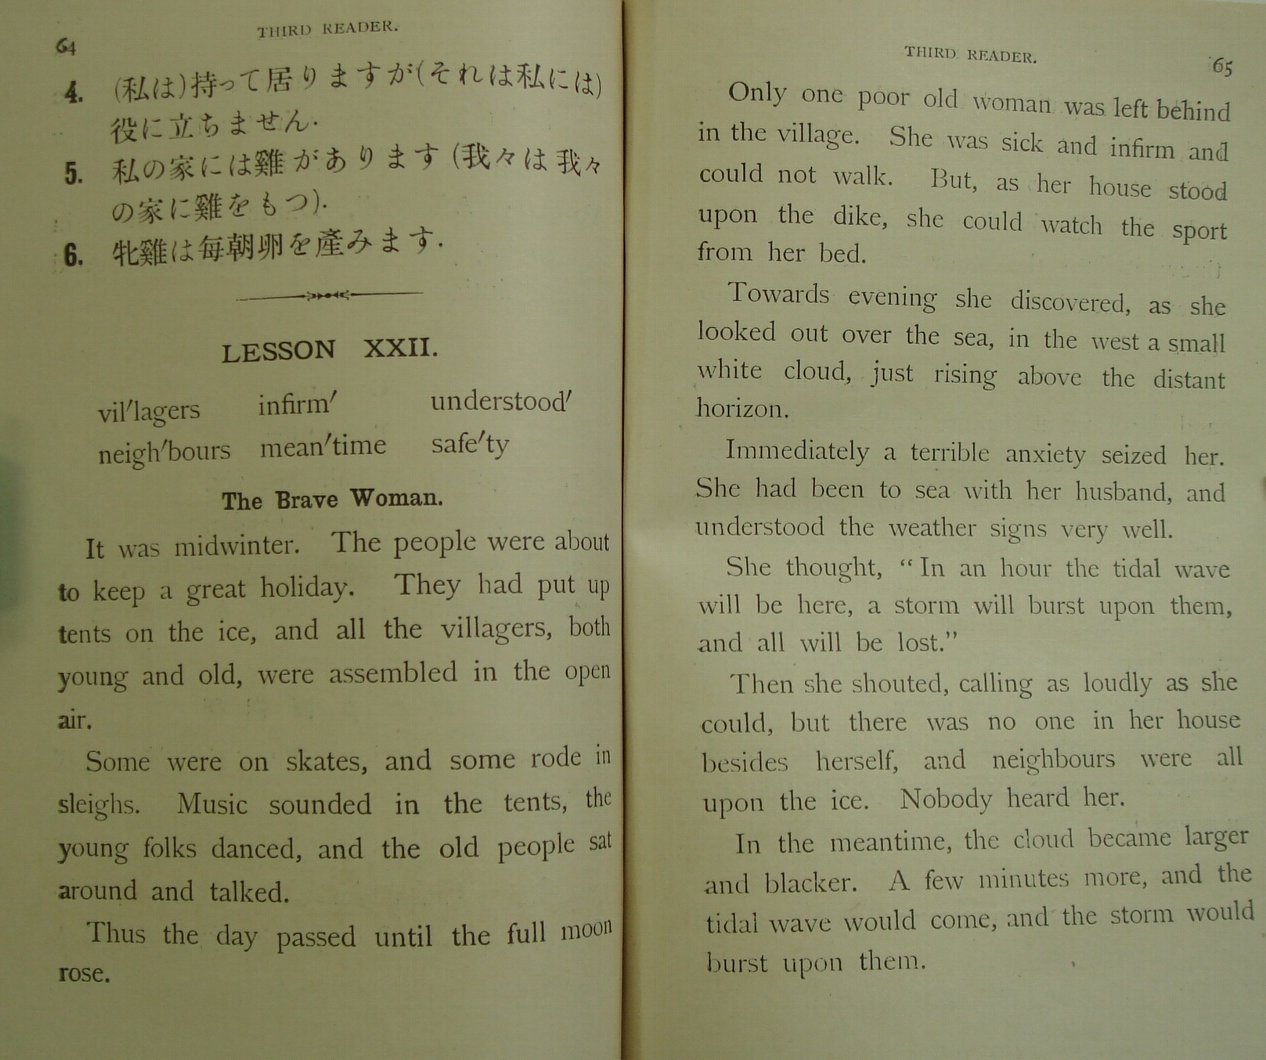 64
THIRD READER.
4. (私は)持って居りますが(それは私には)
役に立ちません.
5. 私の家には雞があります (我々は我々
の家に雞をもつ).
6. 牝雞は毎朝卵を產みます.
LESSON XXII.
vil′lagers infirm′ understood′
neigh′bours mean′time safe′ty
The Brave Woman.
It was midwinter. The people were about
to keep a great holiday. They had put up
tents on the ice, and all the villagers, both
young and old, were assembled in the open
air.
Some were on skates, and some rode in
sleighs. Music sounded in the tents, the
young folks danced, and the old people sat
around and talked.
Thus the day passed until the full moon
rose.
THIRD READER.
65
Only one poor old woman was left behind
in the village. She was sick and infirm and
could not walk. But, as her house stood
upon the dike, she could watch the sport
from her bed.
Towards evening she discovered, as she
looked out over the sea, in the west a small
white cloud, just rising above the distant
horizon.
Immediately a terrible anxiety seized her.
She had been to sea with her husband, and
understood the weather signs very well.
She thought, “In an hour the tidal wave
will be here, a storm will burst upon them,
and all will be lost.”
Then she shouted, calling as loudly as she
could, but there was no one in her house
besides herself, and neighbours were all
upon the ice. Nobody heard her.
In the meantime, the cloud became larger
and blacker. A few minutes more, and the
tidal wave would come, and the storm would
burst upon them.